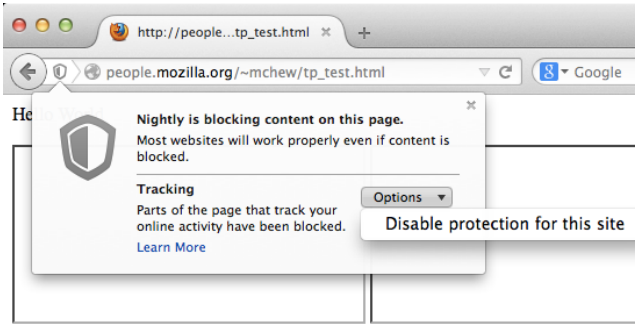 http://people...tp_test.html
people.mozilla.org/~mchew/tp_test.html
8 Google
Nightly is blocking content on this page.
Most websites will work properly even if content is
blocked.
Tracking
Options
Parts of the page that track your
online activity have been blocked.
Disable protection for this site
Learn More